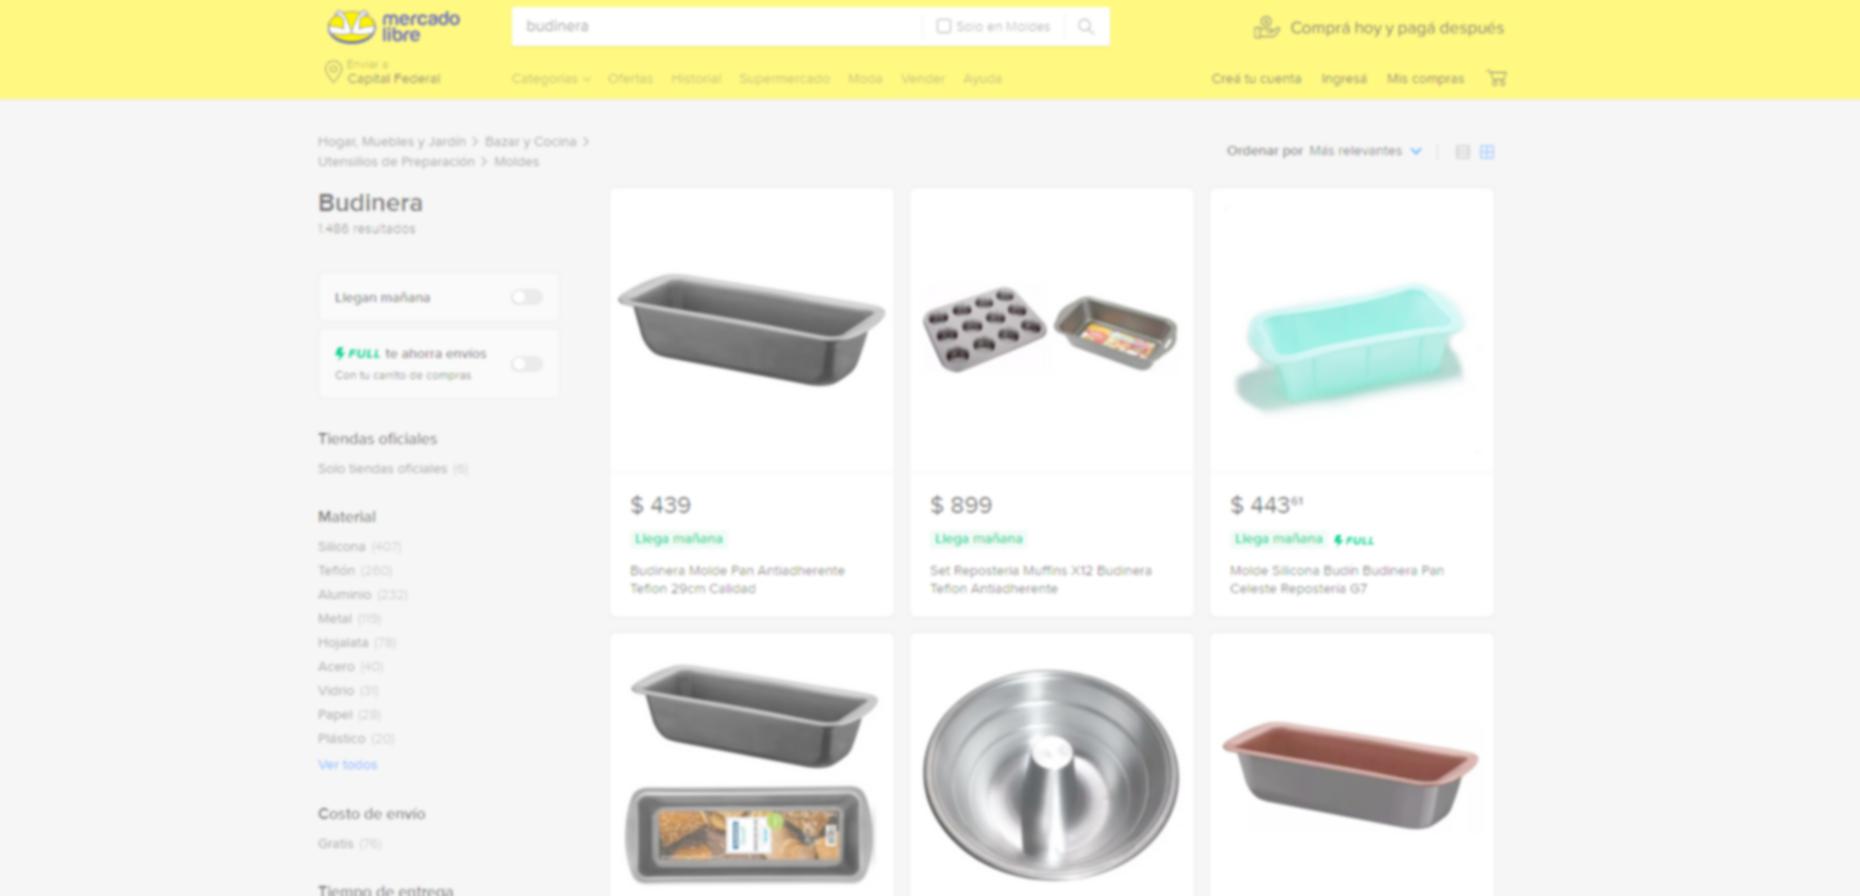 mercado
libre
budinera
Solo en Moldes
Comprá hoy y pagá después
Enviar a
Capital Federal
Categorías Ofertas Historial Supermercado Moda Vender Ayuda
Creá tu cuenta Ingresá Mis compras
Hogar, Muebles y Jardín > Bazar y Cocina >
Utensilios de Preparación > Moldes
Ordenar por Más relevantes
Budinera
1.486 resultados
Llegan mañana
FULL te ahorra envíos
Con tu carrito de compras
Tiendas oficiales
Solo tiendas oficiales (6)
Material
Silicona (407)
Teflón (260)
Aluminio (232)
Metal (119)
Hojalata (78)
Acero (40)
Vidrio (31)
Papel (29)
Plástico (20)
Ver todos
Costo de envío
Gratis (76)
Tiempo de entrega
$ 439
Llega mañana
Budinera Molde Pan Antiadherente
Teflon 29cm Calidad
$ 899
Llega mañana
Set Reposteria Muffins X12 Budinera
Teflon Antiadherente
$ 443 61
Llega mañana FULL
Molde Silicona Budin Budinera Pan
Celeste Reposteria G7